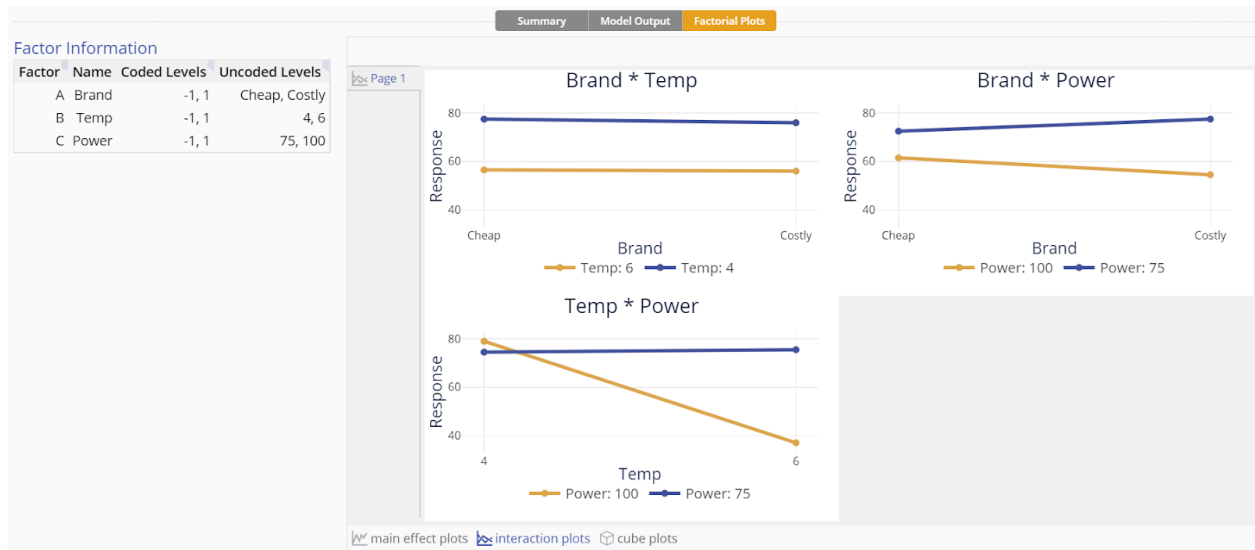 Summary Model Output Factorial Plots
Factor Information
Factor Name Coded Levels Uncoded Levels
A Brand -1, 1 Cheap, Costly
B Temp -1, 1 4, 6
C Power -1, 1 75, 100
Page 1
Brand * Temp
80
60
40
Response
Cheap Costly
Brand
Temp: 6 Temp: 4
Brand * Power
80
60
40
Response
Cheap Costly
Brand
Power: 100 Power: 75
Temp * Power
80
60
40
Response
4 6
Temp
Power: 100 Power: 75
main effect plots interaction plots cube plots